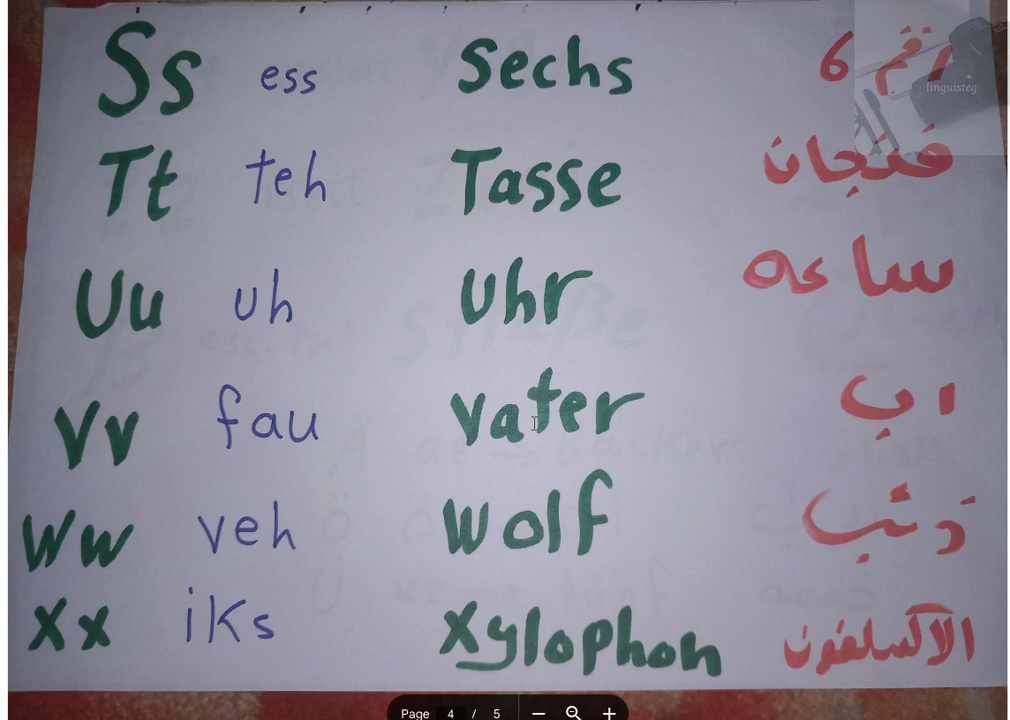 Ss ess Sechs رقم 6
linguisteg
Tt teh Tasse فنجان
Uu uh Uhr ساعه
Vv fau Vater اب
Ww veh Wolf ذئب
Xx iks Xylophon الاكسلفون
Page 4 / 5